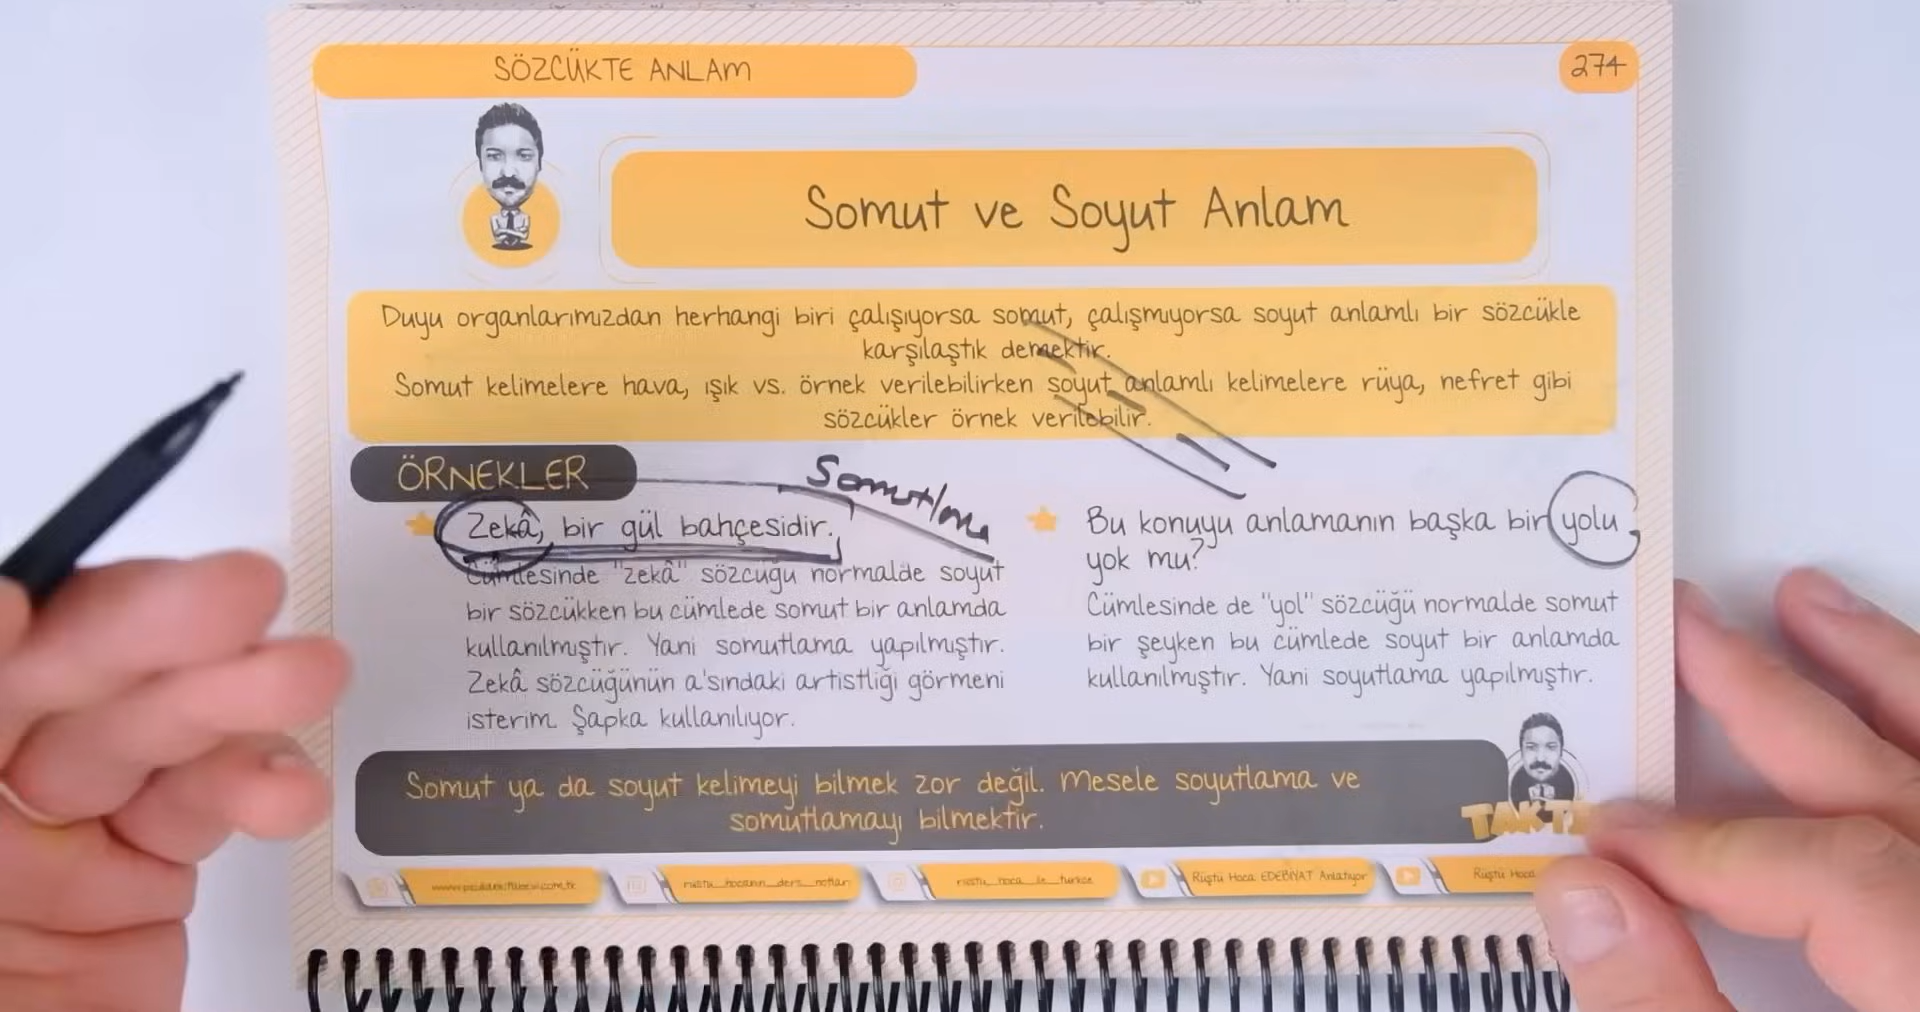 SÖZCÜKTE ANLAM
274
Somut ve Soyut Anlam
Duyu organlarımızdan herhangi biri çalışıyorsa somut, çalışmıyorsa soyut anlamlı bir sözcükle
karşılaştık demektir.
Somut kelimelere hava, ışık vs. örnek verilebilirken soyut anlamlı kelimelere rüya, nefret gibi
sözcükler örnek verilebilir.
ÖRNEKLER
Somutlama
Zekâ, bir gül bahçesidir.
Cümlesinde "zekâ" sözcüğü normalde soyut
bir sözcükken bu cümlede somut bir anlamda
kullanılmıştır. Yani somutlama yapılmıştır.
Zekâ sözcüğünün a'sındaki artistliği görmeni
isterim. Şapka kullanılıyor.
Bu konuyu anlamanın başka bir yolu
yok mu?
Cümlesinde de "yol" sözcüğü normalde somut
bir şeyken bu cümlede soyut bir anlamda
kullanılmıştır. Yani soyutlama yapılmıştır.
Somut ya da soyut kelimeyi bilmek zor değil. Mesele soyutlama ve
somutlamayı bilmektir.
TAKTİ
rustu_hocanin_ders_notlari
rustu_hoca_ile_turkce
Rüştü Hoca EDEBİYAT Anlatıyor
Rüştü Hoca